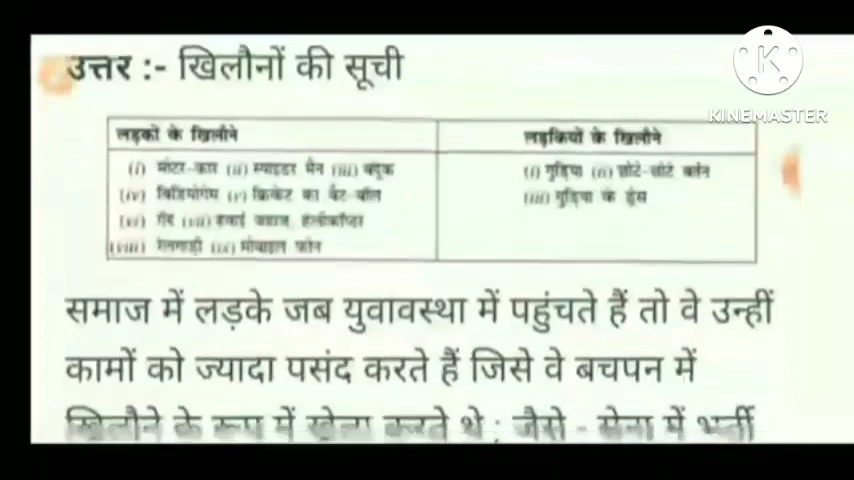 उत्तर :- खिलौनों की सूची
KINEMASTER
लड़कों के खिलौने
लड़कियों के खिलौने
(i) मोटर-कार (ii) स्पाइडर मैन (iii) बंदूक
(iv) विडियोगेम (v) क्रिकेट का बैट-बॉल
(vi) गेंद (vii) हवाई जहाज, हेलीकॉप्टर
(viii) रेलगाड़ी (ix) मोबाइल फोन
(i) गुड़िया (ii) छोटे-छोटे बर्तन
(iii) गुड़िया के ड्रेस
समाज में लड़के जब युवावस्था में पहुंचते हैं तो वे उन्हीं
कामों को ज्यादा पसंद करते हैं जिसे वे बचपन में
खिलौने के रूप में खेला करते थे ; जैसे - सेना में भर्ती